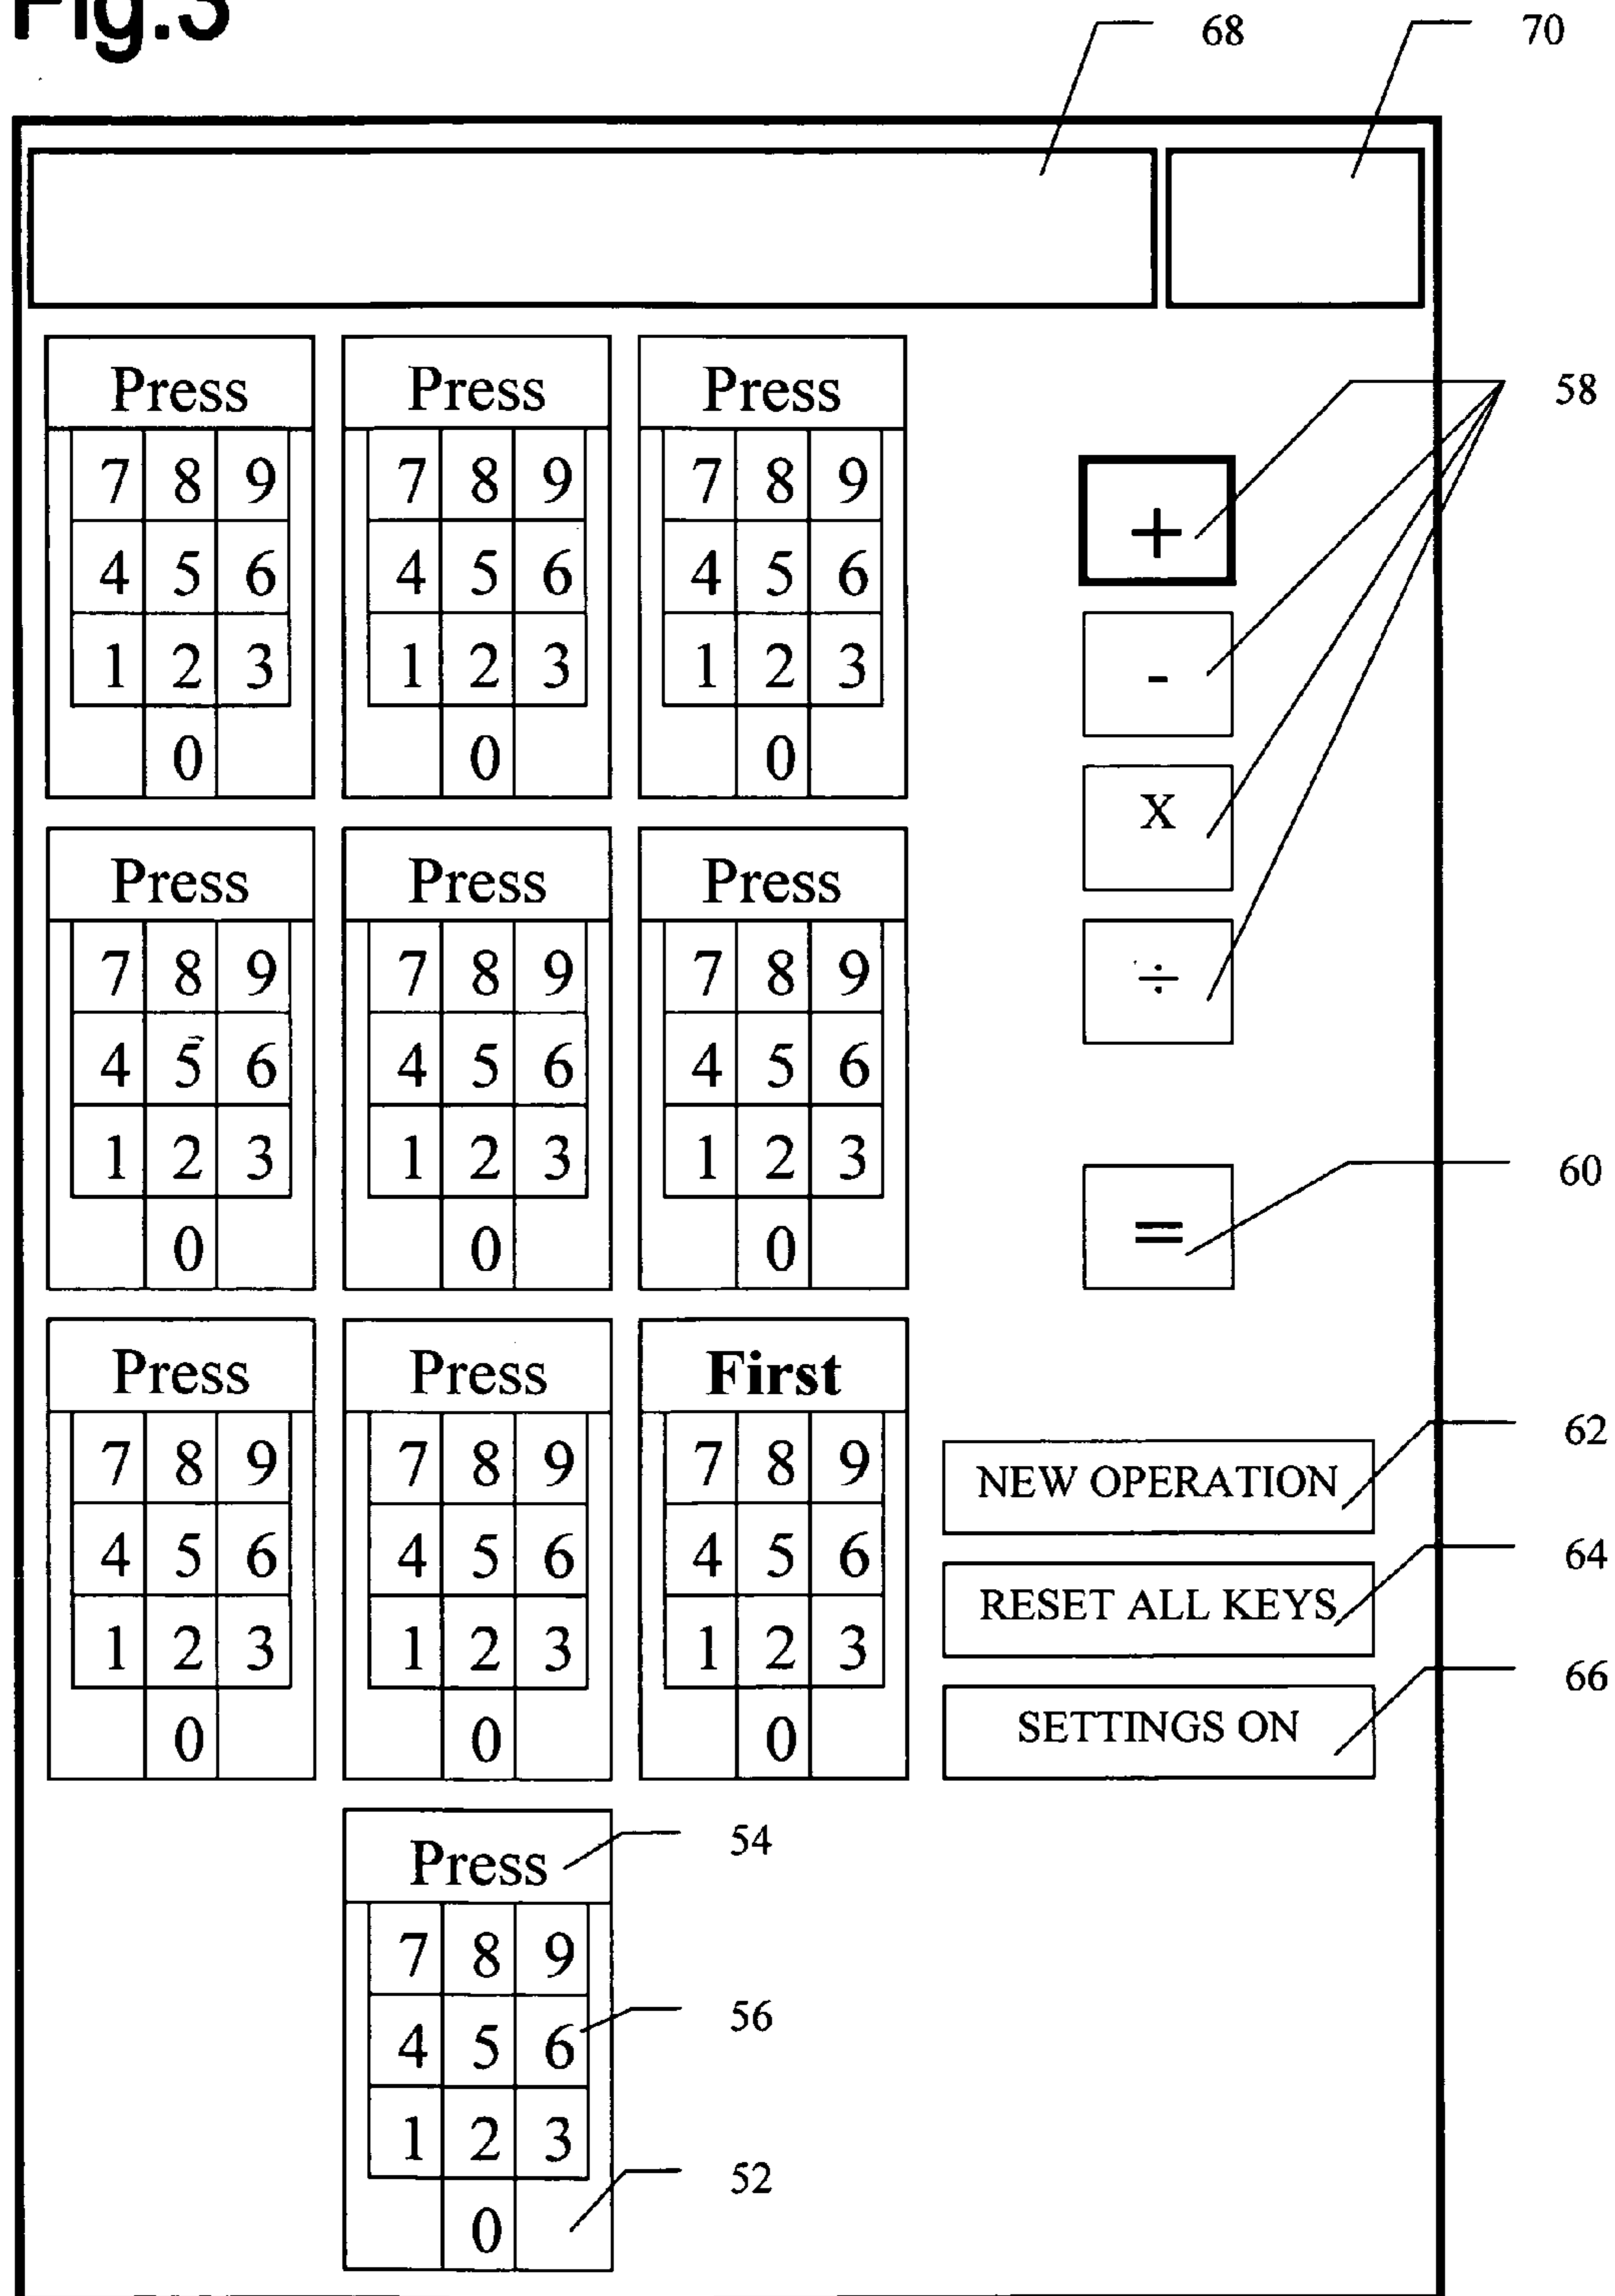 Fig.3
68 70
Press Press Press
58
7 8 9 7 8 9 7 8 9
+
4 5 6 4 5 6 4 5 6
1 2 3 1 2 3 1 2 3
-
0 0 0
X
Press Press Press
7 8 9 7 8 9 7 8 9
÷
4 5 6 4 5 6 4 5 6
1 2 3 1 2 3 1 2 3
60
0 0 0
=
Press Press First
62
7 8 9 7 8 9 7 8 9
NEW OPERATION
4 5 6 4 5 6 4 5 6
64
RESET ALL KEYS
1 2 3 1 2 3 1 2 3
66
0 0 0
SETTINGS ON
Press 54
7 8 9
56
4 5 6
1 2 3
52
0